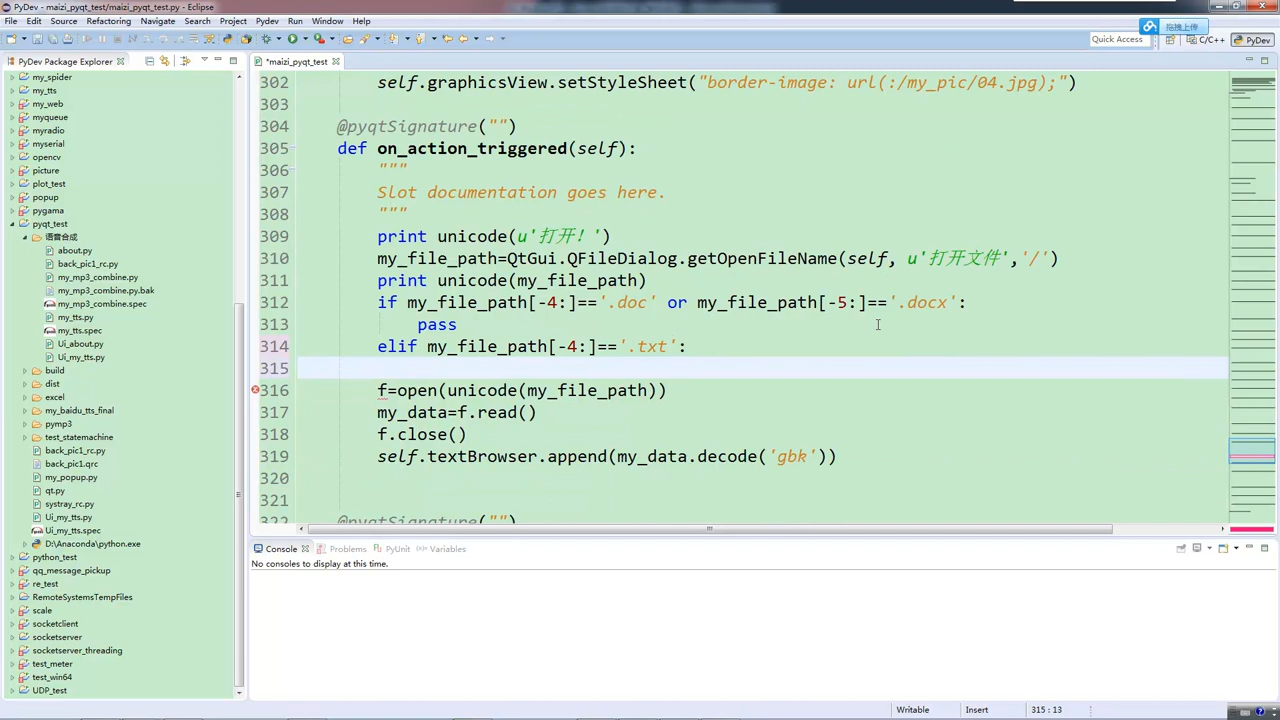 PyDev - maizi_pyqt_test/maizi_pyqt_test.py - Eclipse
File Edit Source Refactoring Navigate Search Project Pydev Run Window Help
拖拽上传
Quick Access
C/C++
PyDev
PyDev Package Explorer
*maizi_pyqt_test
my_spider
my_tts
my_web
myqueue
myradio
myserial
opencv
picture
plot_test
popup
pygama
pyqt_test
语音合成
about.py
back_pic1_rc.py
my_mp3_combine.py
my_mp3_combine.py.bak
my_mp3_combine.spec
my_tts.py
my_tts.spec
Ui_about.py
Ui_my_tts.py
build
dist
excel
my_baidu_tts_final
pymp3
test_statemachine
back_pic1_rc.py
back_pic1.qrc
my_popup.py
qt.py
systray_rc.py
Ui_my_tts.py
Ui_my_tts.spec
D:\Anaconda\python.exe
python_test
qq_message_pickup
re_test
RemoteSystemsTempFiles
scale
socketclient
socketserver
socketserver_threading
test_meter
test_win64
UDP_test
302 self.graphicsView.setStyleSheet("border-image: url(:/my_pic/04.jpg);")
303
304 @pyqtSignature("")
305 def on_action_triggered(self):
306 """
307 Slot documentation goes here.
308 """
309 print unicode(u'打开！')
310 my_file_path=QtGui.QFileDialog.getOpenFileName(self, u'打开文件','/')
311 print unicode(my_file_path)
312 if my_file_path[-4:]=='.doc' or my_file_path[-5:]=='.docx':
313 pass
314 elif my_file_path[-4:]=='.txt':
315
316 f=open(unicode(my_file_path))
317 my_data=f.read()
318 f.close()
319 self.textBrowser.append(my_data.decode('gbk'))
320
321
322 @pyqtSignature("")
Console Problems PyUnit Variables
No consoles to display at this time.
Writable Insert 315 : 13